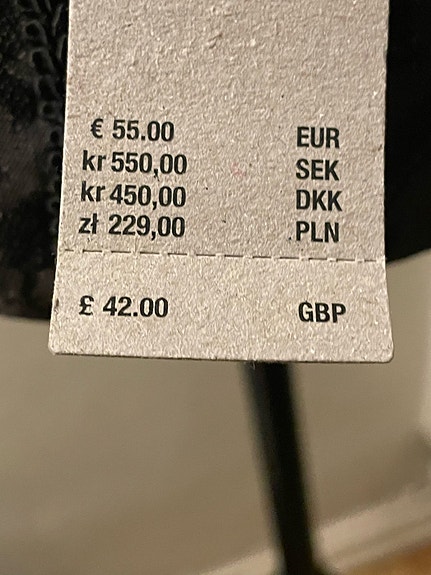 € 55.00 EUR
kr 550,00 SEK
kr 450,00 DKK
zł 229,00 PLN
£ 42.00 GBP